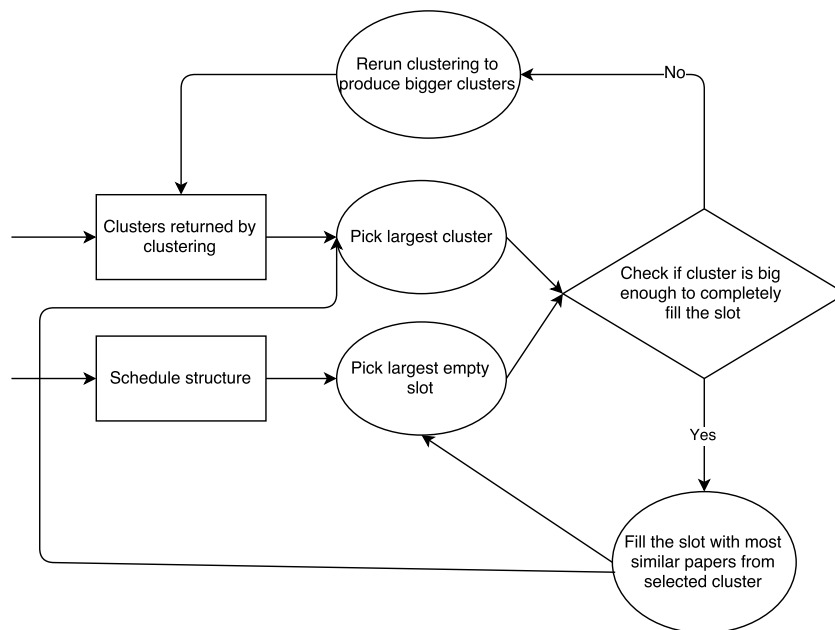 Rerun clustering to
produce bigger clusters
No
Clusters returned by
clustering
Pick largest cluster
Check if cluster is big
enough to completely
fill the slot
Schedule structure
Pick largest empty
slot
Yes
Fill the slot with most
similar papers from
selected cluster